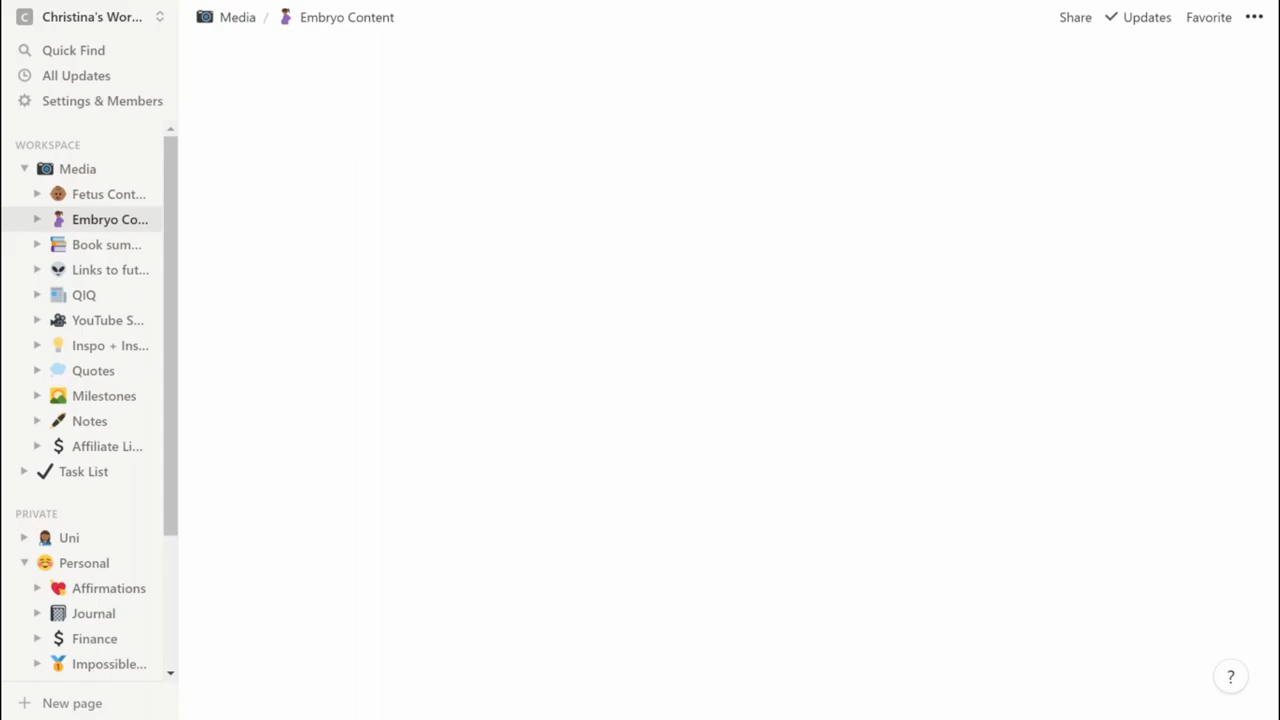 C Christina's Wor...
Quick Find
All Updates
Settings & Members
WORKSPACE
Media
Fetus Cont...
Embryo Co...
Book sum...
Links to fut...
QIQ
YouTube S...
Inspo + Ins...
Quotes
Milestones
Notes
Affiliate Li...
Task List
PRIVATE
Uni
Personal
Affirmations
Journal
Finance
Impossible...
New page
Media / Embryo Content
Share Updates Favorite
?